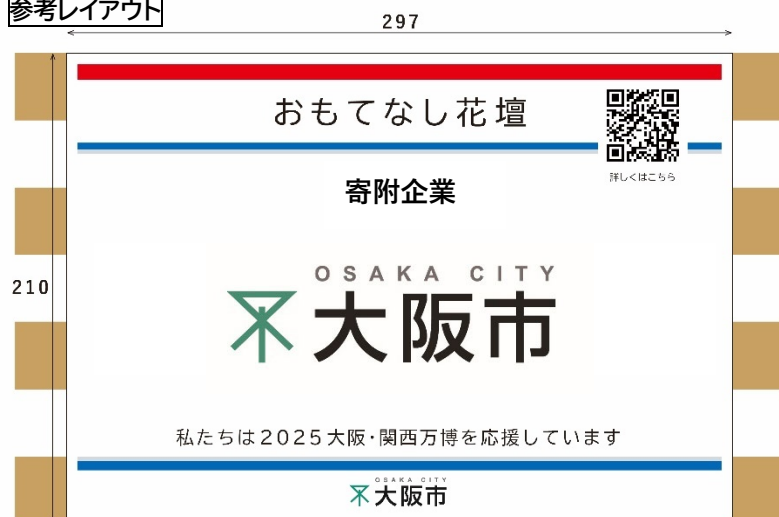 参考レイアウト
297
おもてなし花壇
詳しくはこちら
寄附企業
210
OSAKA CITY
大阪市
私たちは2025大阪・関西万博を応援しています
OSAKA CITY
大阪市